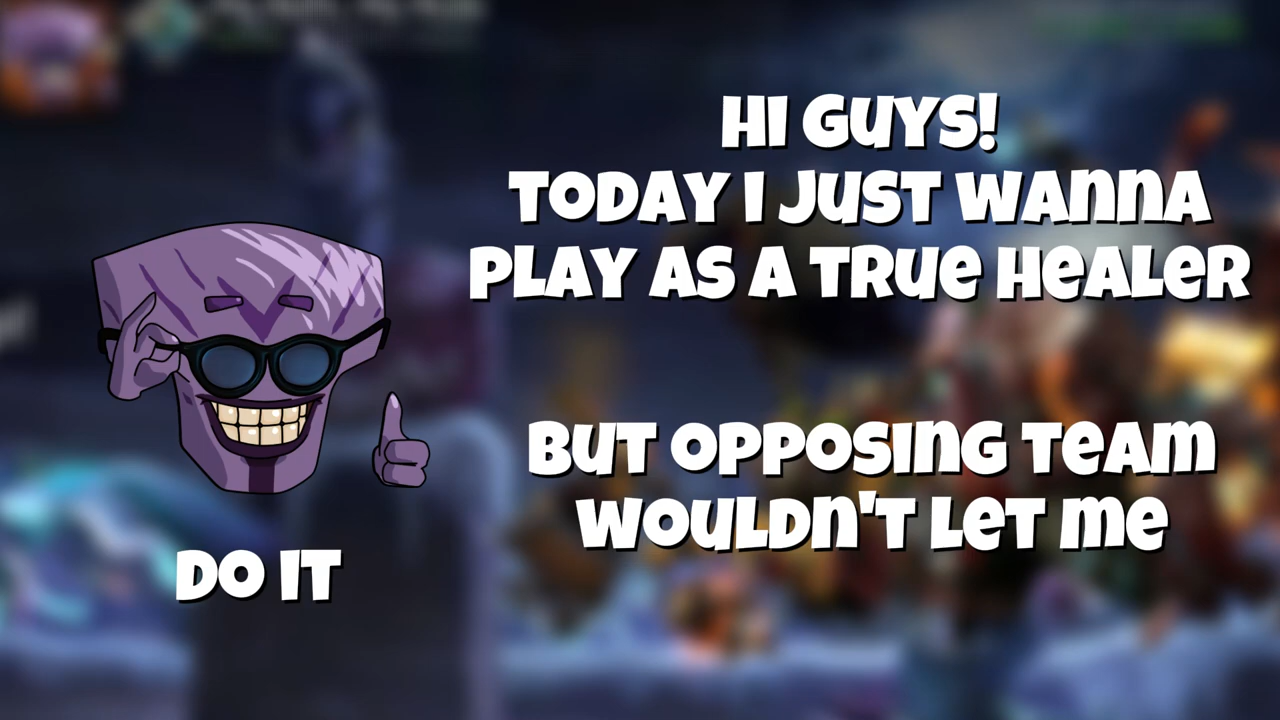 HI GUYS!
TODAY I JUST WANNA
PLAY AS A TRUE HEALER
BUT OPPOSING TEAM
WOULDN'T LET ME
DO IT